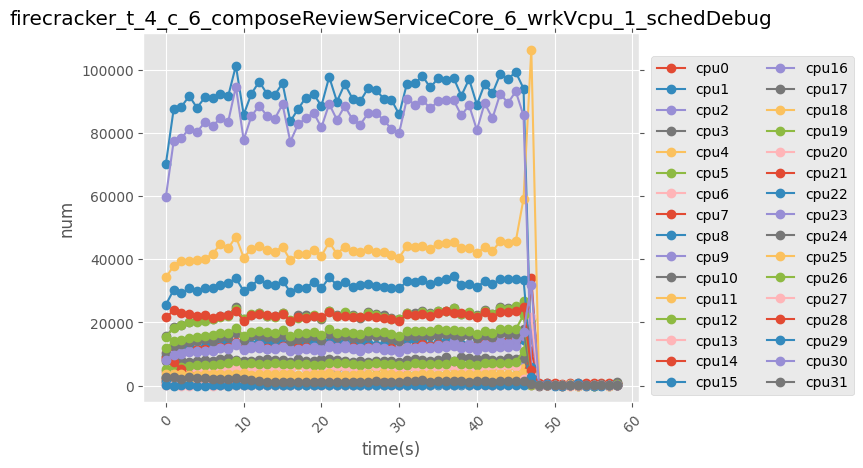 firecracker_t_4_c_6_composeReviewServiceCore_6_wrkVcpu_1_schedDebug
100000
80000
60000
40000
20000
0
num
0
10
20
30
40
50
60
time(s)
cpu0
cpu1
cpu2
cpu3
cpu4
cpu5
cpu6
cpu7
cpu8
cpu9
cpu10
cpu11
cpu12
cpu13
cpu14
cpu15
cpu16
cpu17
cpu18
cpu19
cpu20
cpu21
cpu22
cpu23
cpu24
cpu25
cpu26
cpu27
cpu28
cpu29
cpu30
cpu31